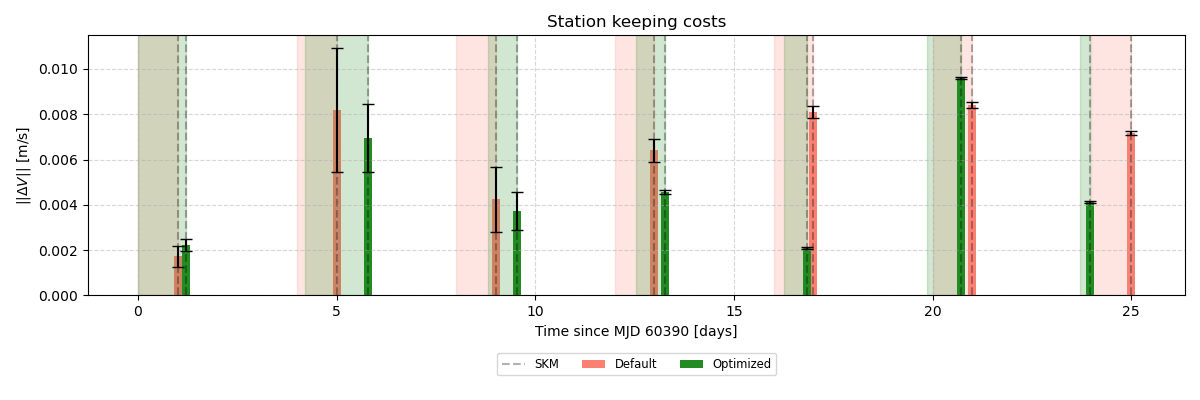 Station keeping costs
||ΔV|| [m/s]
0.010
0.008
0.006
0.004
0.002
0.000
0 5 10 15 20 25
Time since MJD 60390 [days]
SKM Default Optimized